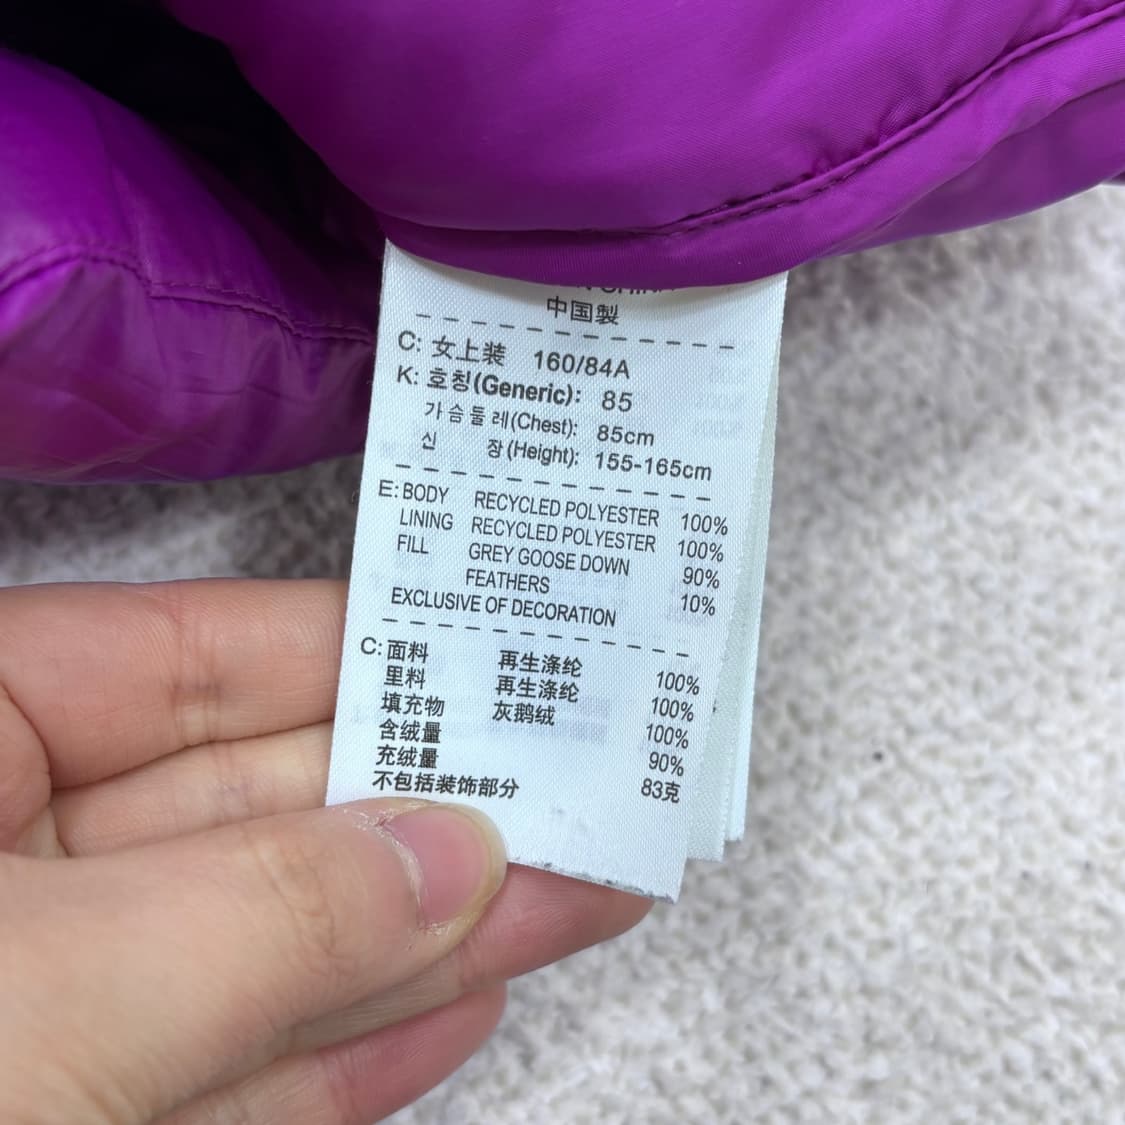 中国製
C: 女上装 160/84A
K: 호칭(Generic): 85
가슴둘레(Chest): 85cm
신 장(Height): 155-165cm
E: BODY RECYCLED POLYESTER 100%
LINING RECYCLED POLYESTER 100%
FILL GREY GOOSE DOWN 90%
FEATHERS 10%
EXCLUSIVE OF DECORATION
C: 面料 再生涤纶 100%
里料 再生涤纶 100%
填充物 灰鹅绒 100%
含绒量 90%
充绒量 83克
不包括装饰部分